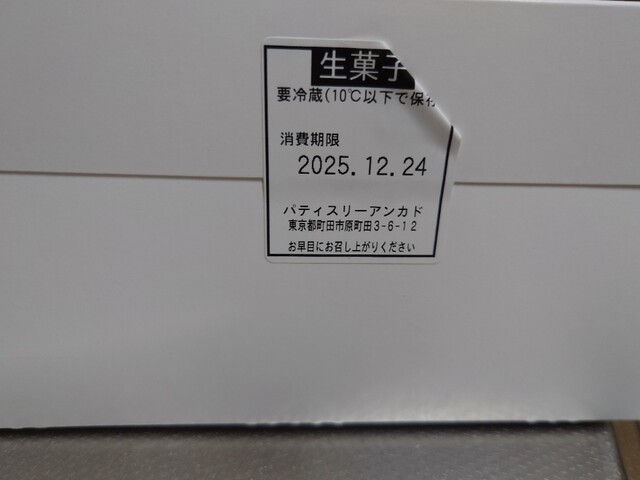 生菓子
要冷蔵(10℃以下で保存
消費期限
2025.12.24
パティスリーアンカド
東京都町田市原町田3-6-12
お早目にお召し上がりください